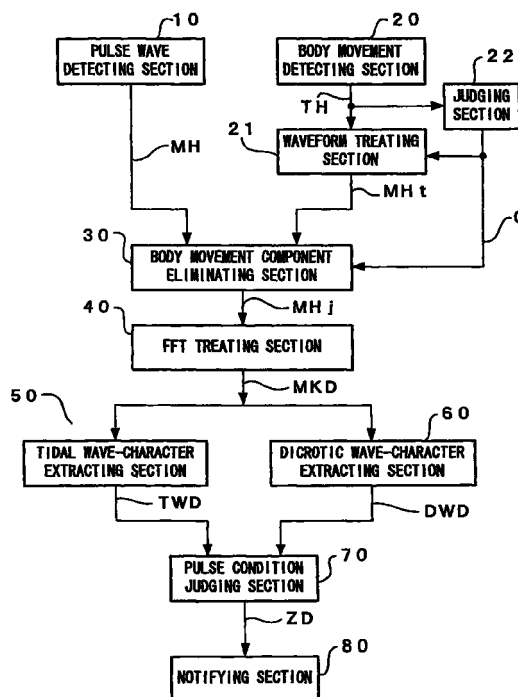 10
PULSE WAVE
DETECTING SECTION
20
BODY MOVEMENT
DETECTING SECTION
22
JUDGING
SECTION
TH
21
WAVEFORM TREATING
SECTION
MH
MHt
30
BODY MOVEMENT COMPONENT
ELIMINATING SECTION
MHj
40
FFT TREATING SECTION
MKD
50
TIDAL WAVE-CHARACTER
EXTRACTING SECTION
60
DICROTIC WAVE-CHARACTER
EXTRACTING SECTION
TWD
DWD
PULSE CONDITION
JUDGING SECTION
70
ZD
80
NOTIFYING SECTION